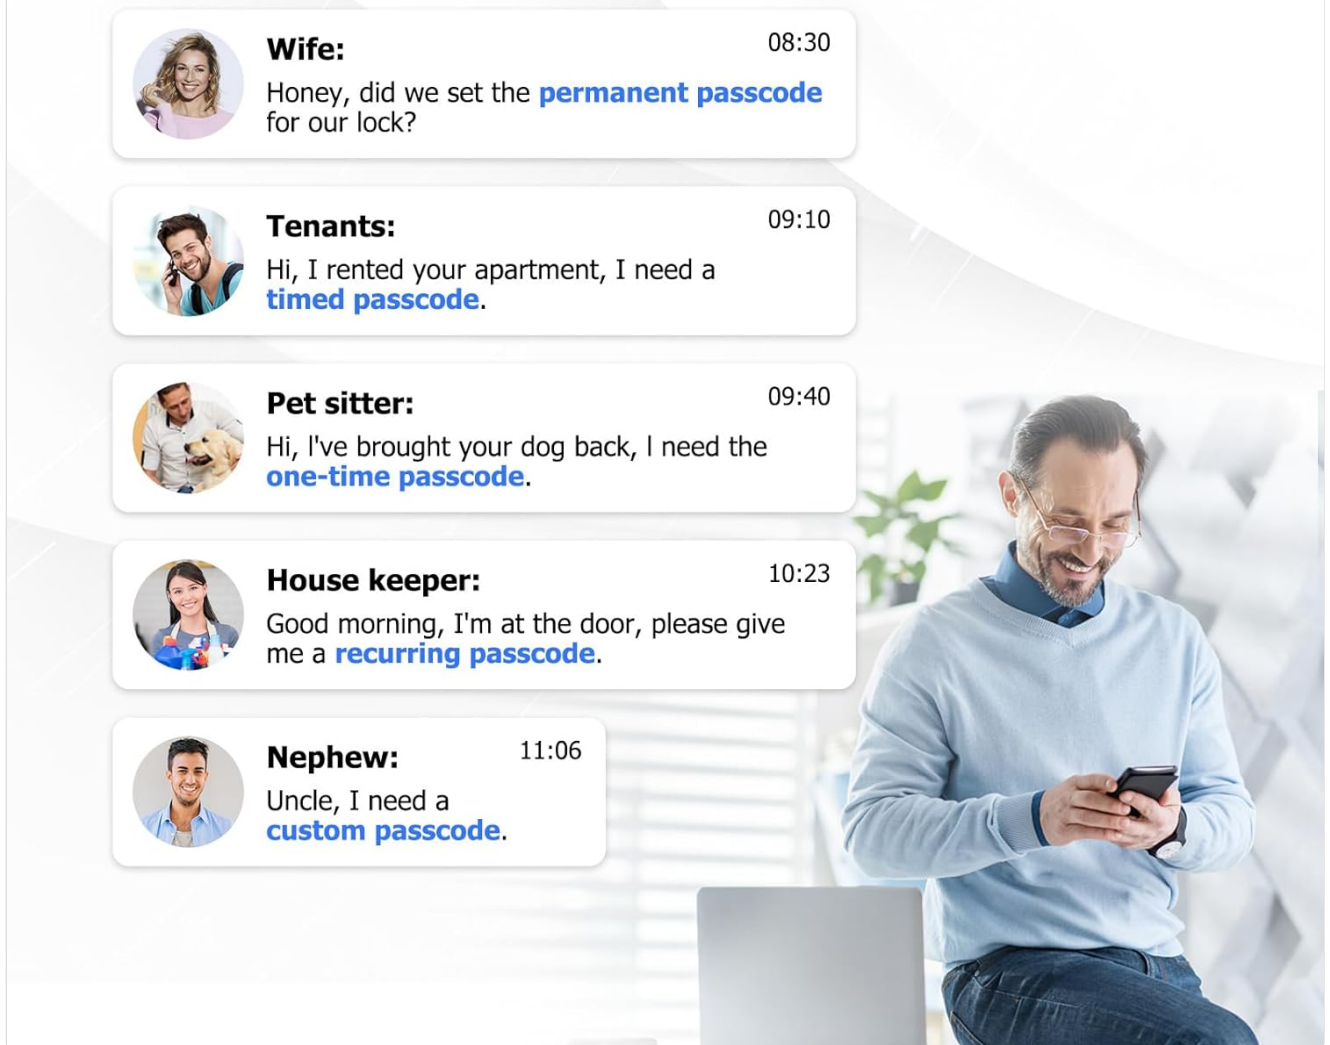 Wife:
08:30
Honey, did we set the permanent passcode
for our lock?
Tenants:
09:10
Hi, I rented your apartment, I need a
timed passcode.
Pet sitter:
09:40
Hi, I've brought your dog back, I need the
one-time passcode.
House keeper:
10:23
Good morning, I'm at the door, please give
me a recurring passcode.
Nephew:
11:06
Uncle, I need a
custom passcode.